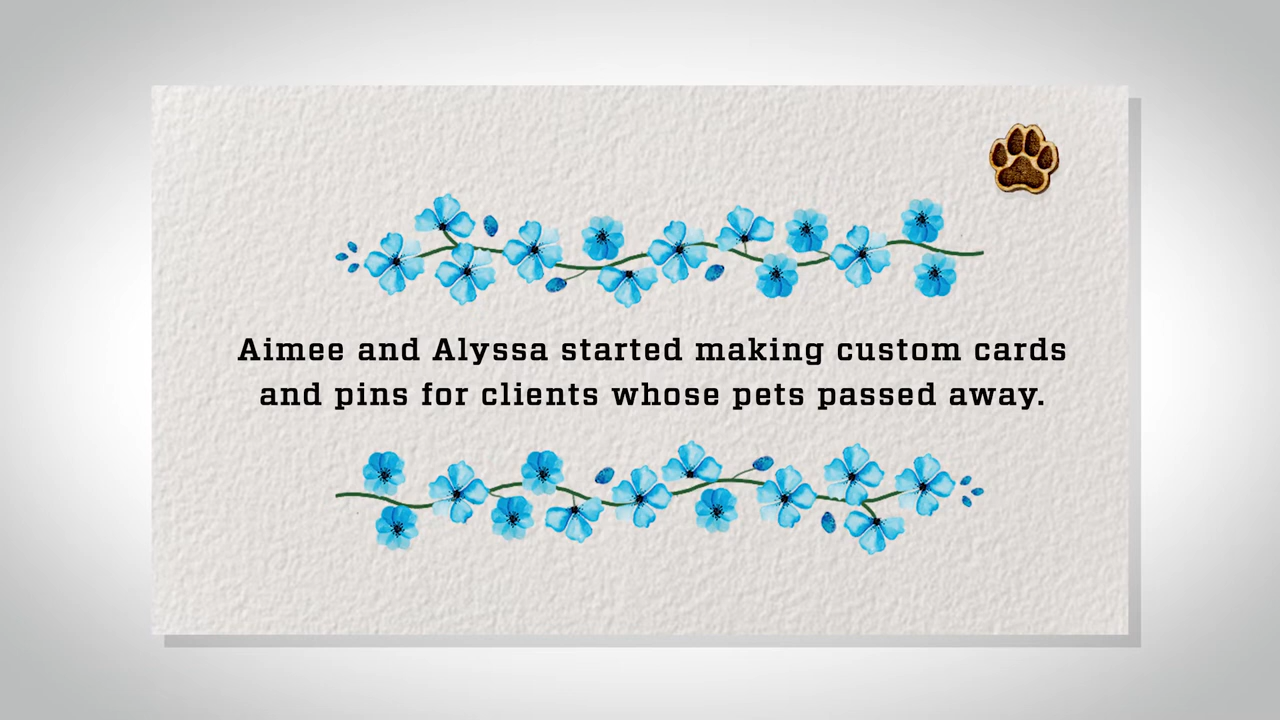 Aimee and Alyssa started making custom cards
and pins for clients whose pets passed away.